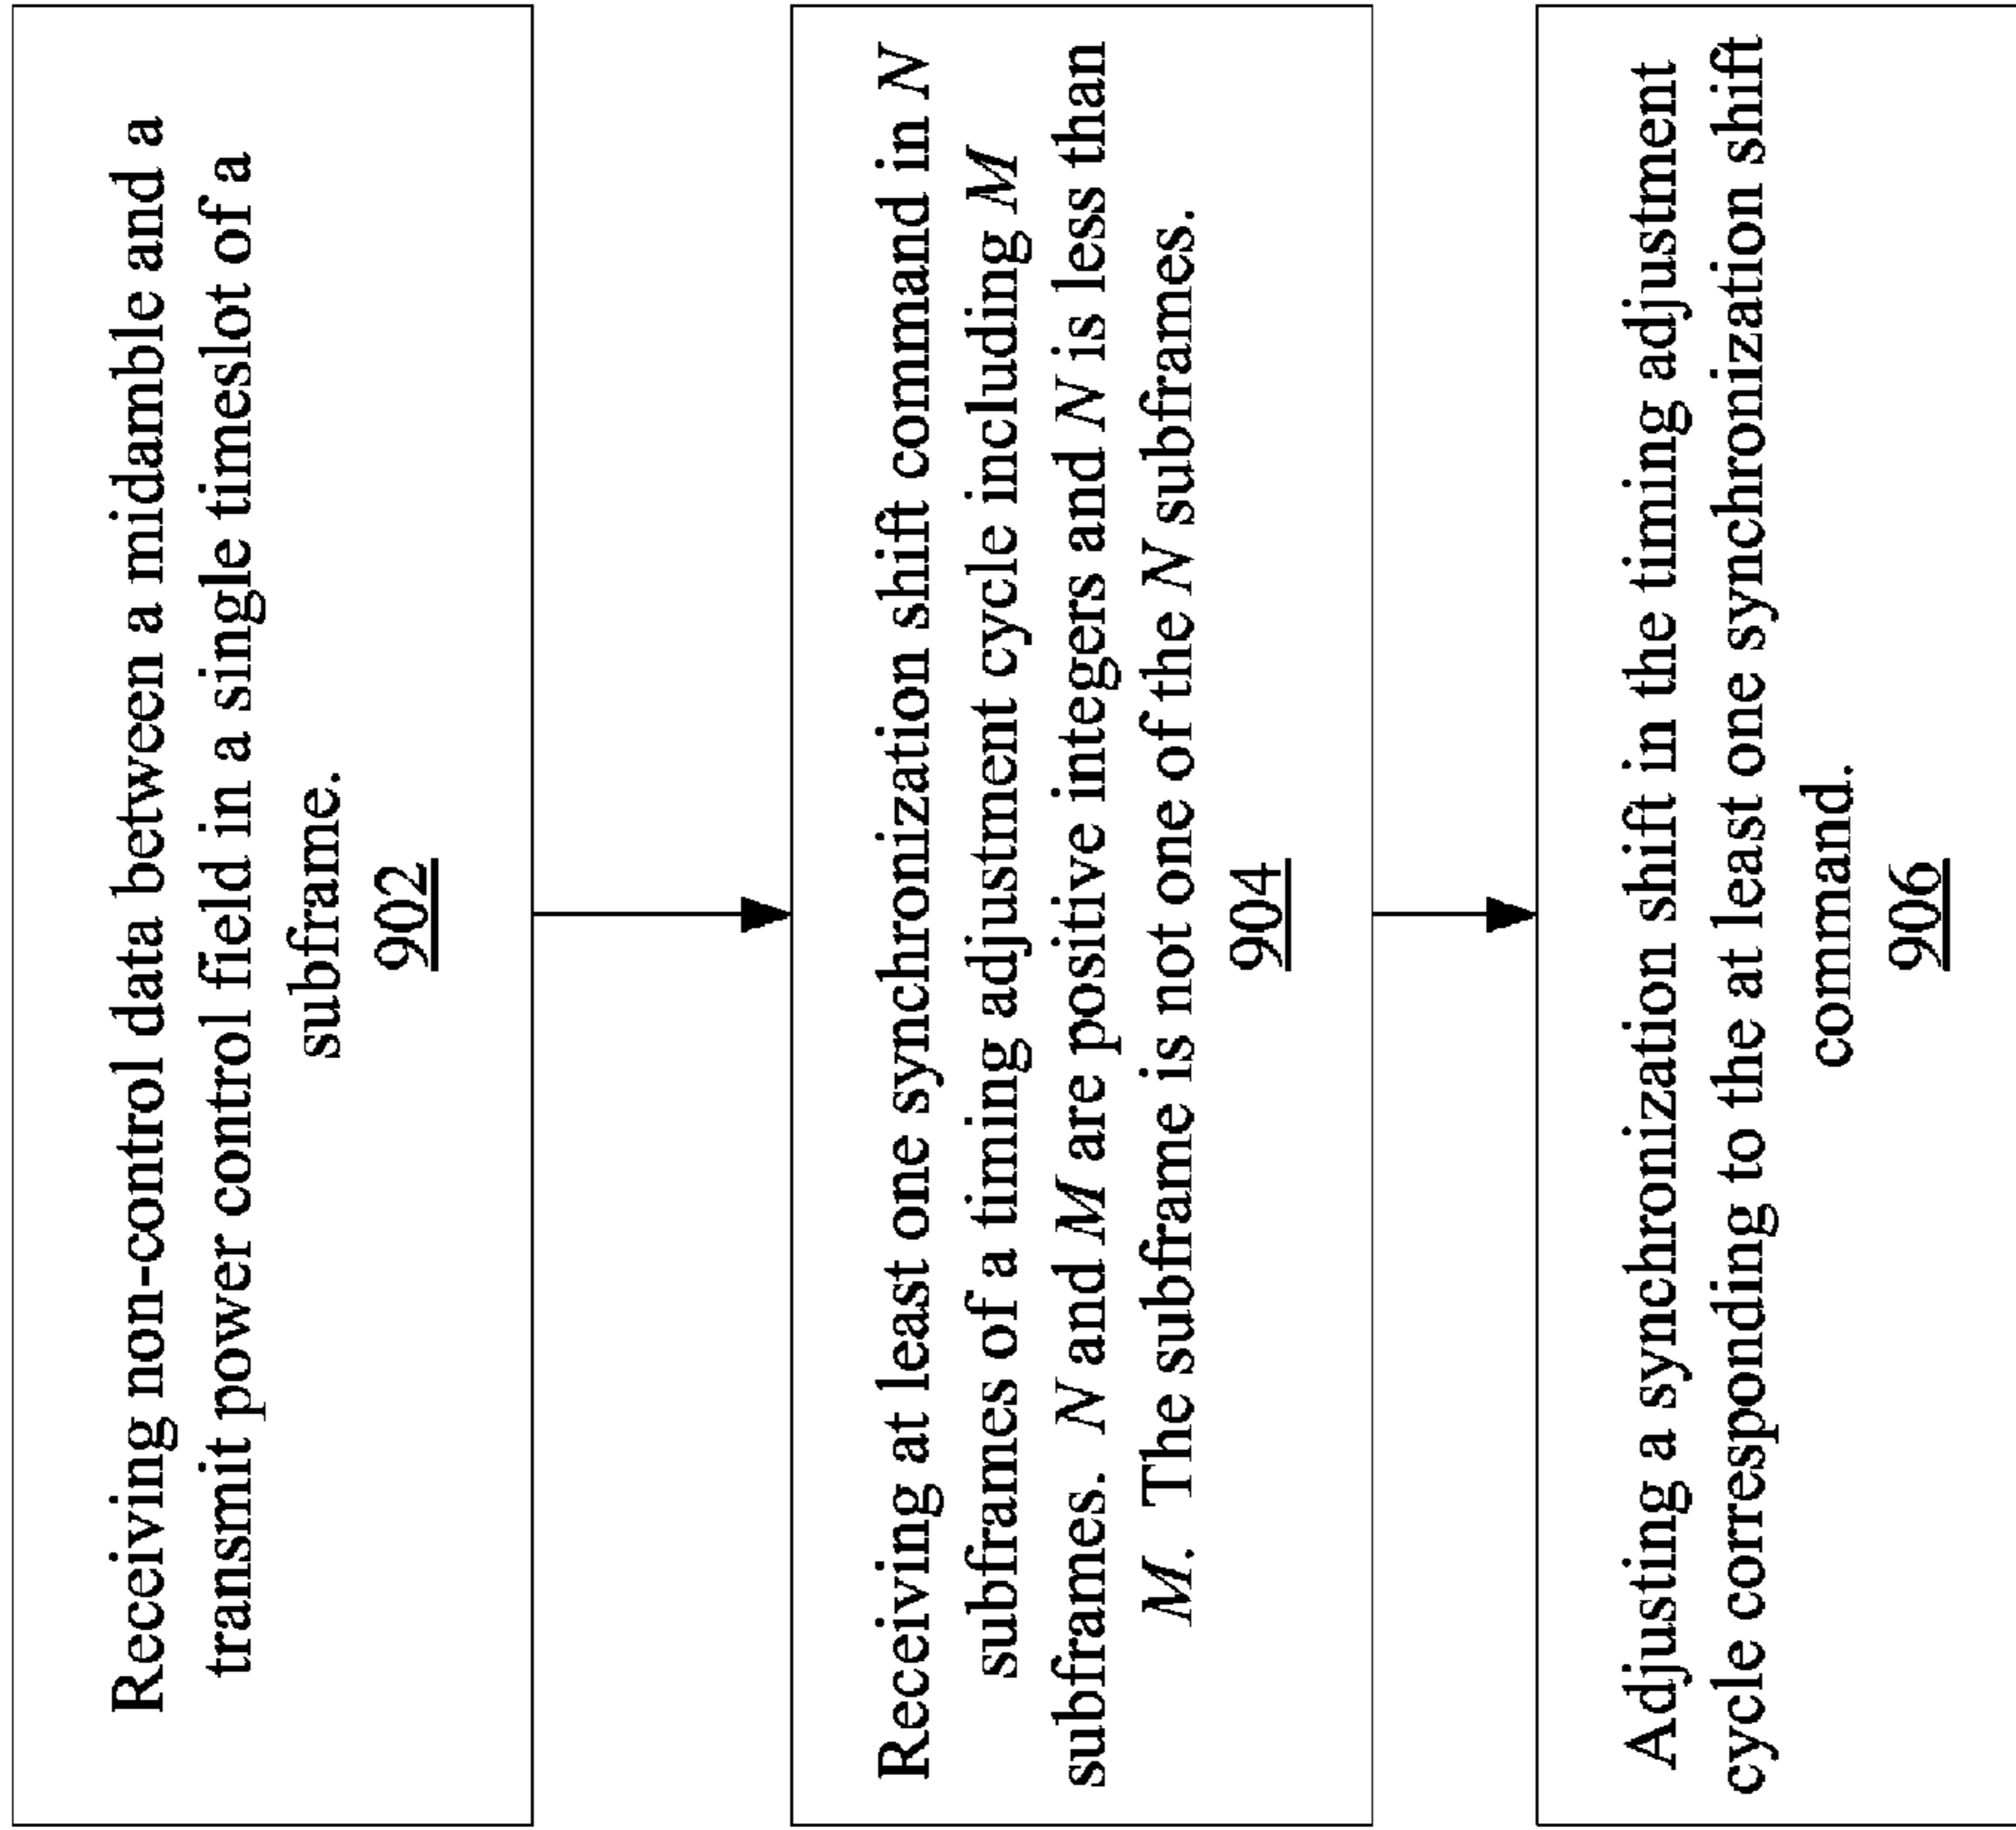 Receiving non-control data between a midamble and a
transmit power control field in a single timeslot of a
subframe.
902
Receiving at least one synchronization shift command in N
subframes of a timing adjustment cycle including M
subframes. N and M are positive integers and N is less than
M. The subframe is not one of the N subframes.
904
Adjusting a synchronization shift in the timing adjustment
cycle corresponding to the at least one synchronization shift
command.
906